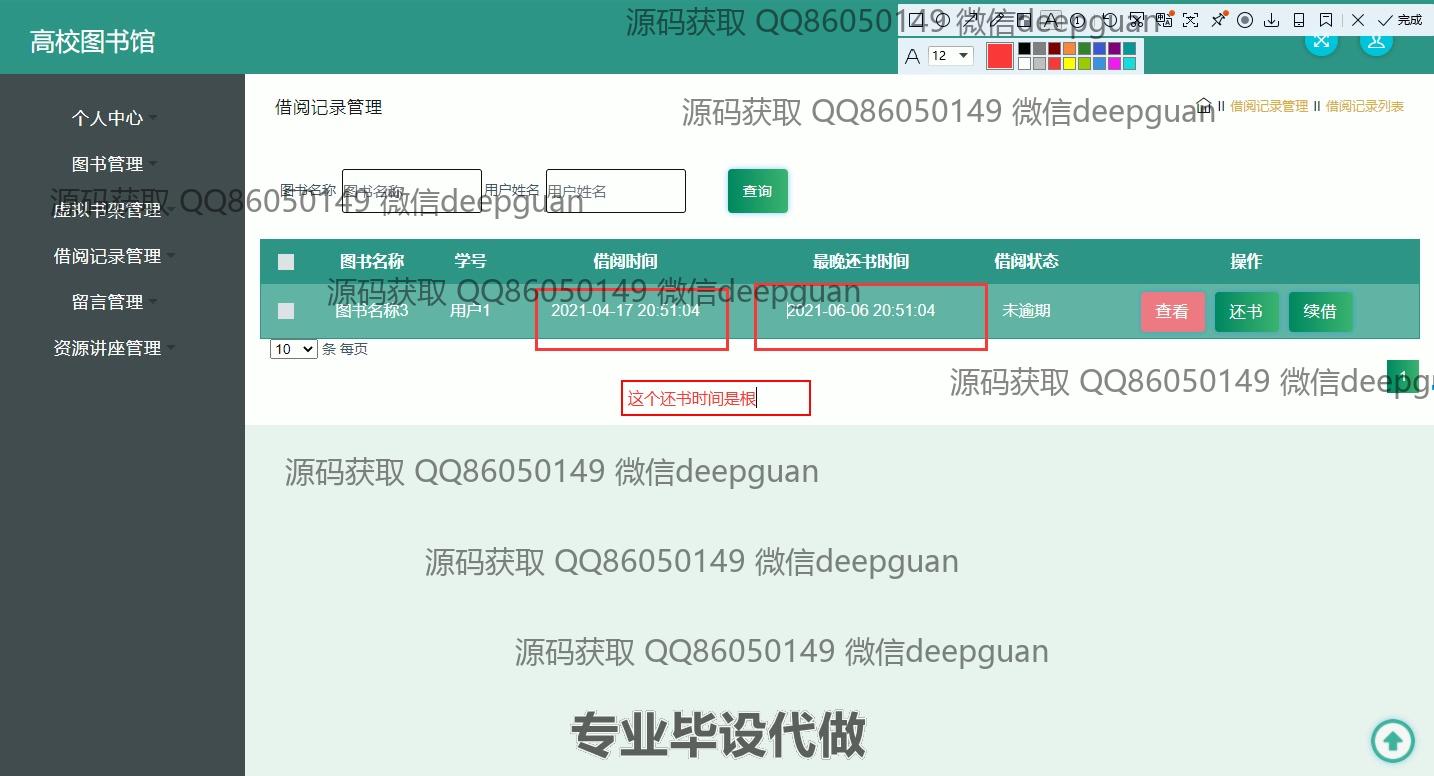 源码获取 QQ86050149 微信deepguan
完成
高校图书馆
A 12
个人中心
图书管理
虚拟书架管理
借阅记录管理
留言管理
资源讲座管理
借阅记录管理
源码获取 QQ86050149 微信deepguan
借阅记录管理 借阅记录列表
图书名称 图书名称 用户姓名 用户姓名 查询
源码获取 QQ86050149 微信deepguan
图书名称 学号 借阅时间 最晚还书时间 借阅状态 操作
源码获取 QQ86050149 微信deepguan
图书名称3 用户1 2021-04-17 20:51:04 2021-06-06 20:51:04 未逾期 查看 还书 续借
10 条 每页
1
源码获取 QQ86050149 微信deepg
这个还书时间是根
源码获取 QQ86050149 微信deepguan
源码获取 QQ86050149 微信deepguan
源码获取 QQ86050149 微信deepguan
专业毕设代做